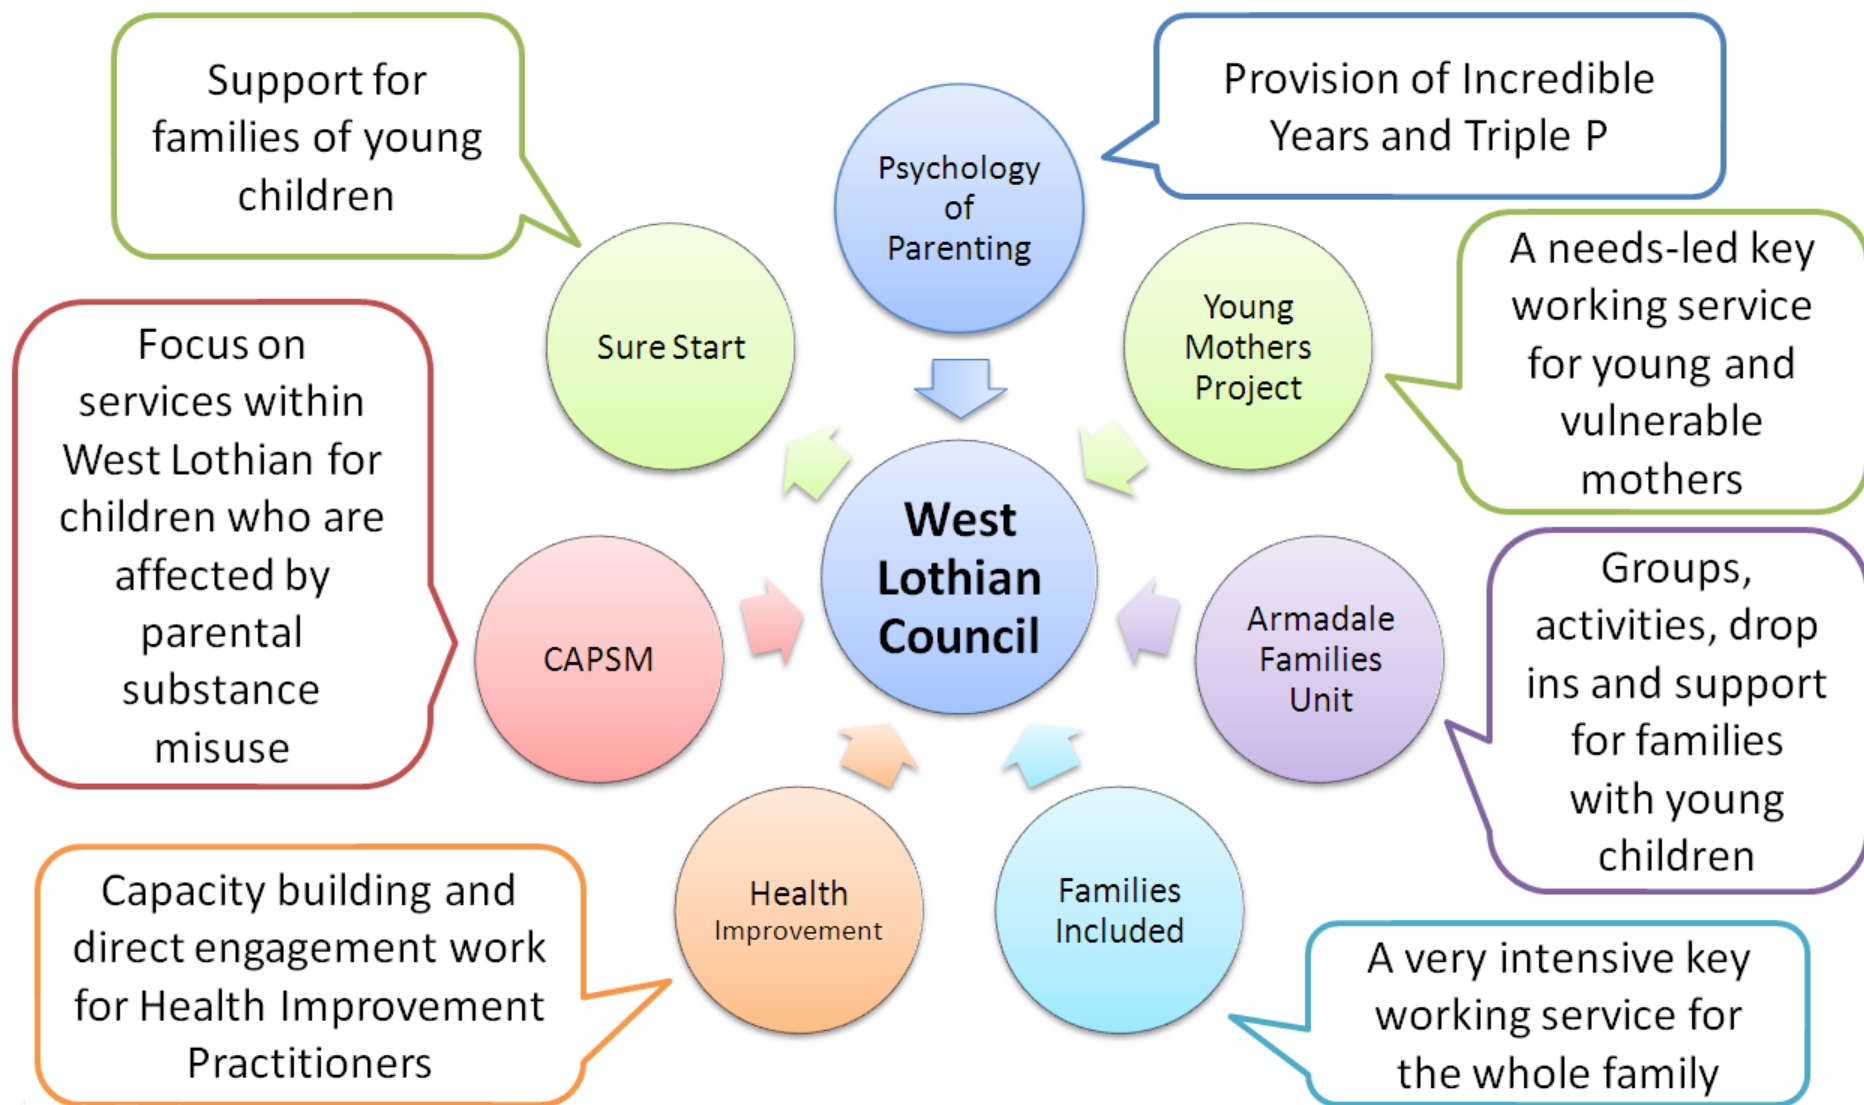 Support for
families of young
children
Provision of Incredible
Years and Triple P
Psychology
of
Parenting
A needs-led key
working service
for young and
vulnerable
mothers
Young
Mothers
Project
Sure Start
Focus on
services within
West Lothian for
children who are
affected by
parental
substance
misuse
West
Lothian
Council
CAPSM
Armadale
Families
Unit
Groups,
activities, drop
ins and support
for families
with young
children
Capacity building and
direct engagement work
for Health Improvement
Practitioners
Health
Improvement
Families
Included
A very intensive key
working service for
the whole family